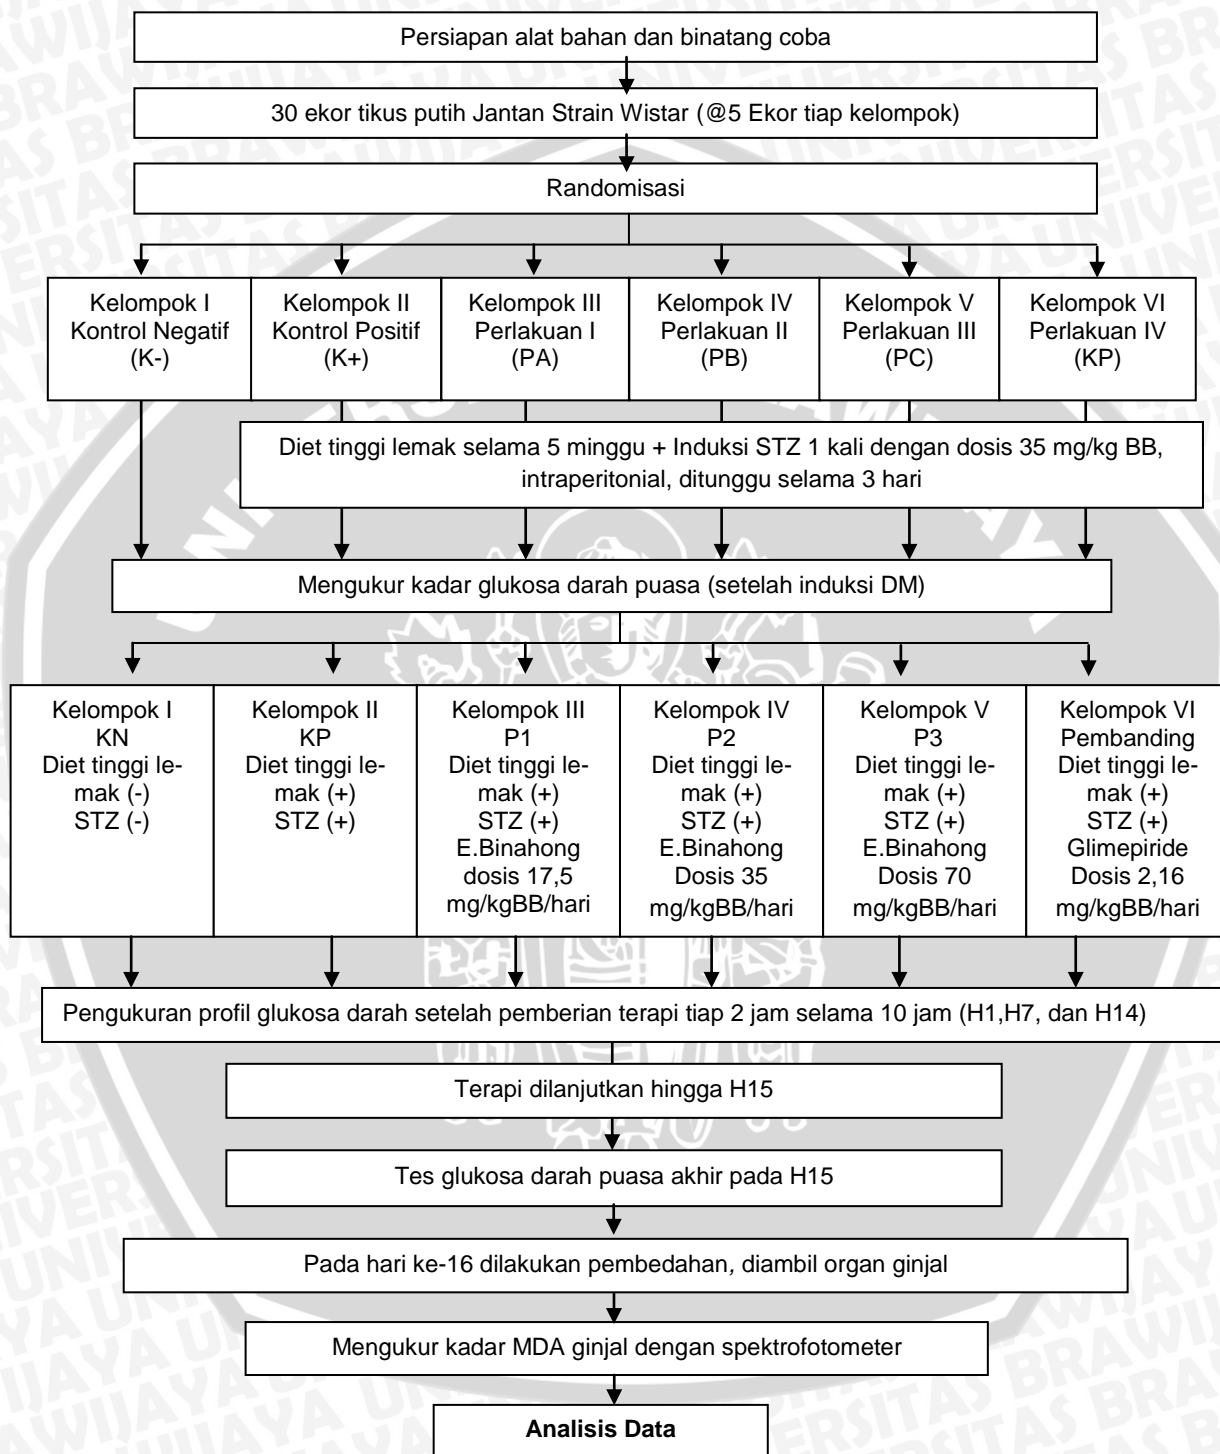 Persiapan alat bahan dan binatang coba
30 ekor tikus putih Jantan Strain Wistar (@5 Ekor tiap kelompok)
Randomisasi
Kelompok I
Kontrol Negatif
(K-)
Kelompok II
Kontrol Positif
(K+)
Kelompok III
Perlakuan I
(PA)
Kelompok IV
Perlakuan II
(PB)
Kelompok V
Perlakuan III
(PC)
Kelompok VI
Perlakuan IV
(KP)
Diet tinggi lemak selama 5 minggu + Induksi STZ 1 kali dengan dosis 35 mg/kg BB,
intraperitonial, ditunggu selama 3 hari
Mengukur kadar glukosa darah puasa (setelah induksi DM)
Kelompok I
KN
Diet tinggi le-
mak (-)
STZ (-)
Kelompok II
KP
Diet tinggi le-
mak (+)
STZ (+)
Kelompok III
P1
Diet tinggi le-
mak (+)
STZ (+)
E.Binahong
dosis 17,5
mg/kgBB/hari
Kelompok IV
P2
Diet tinggi le-
mak (+)
STZ (+)
E.Binahong
Dosis 35
mg/kgBB/hari
Kelompok V
P3
Diet tinggi le-
mak (+)
STZ (+)
E.Binahong
Dosis 70
mg/kgBB/hari
Kelompok VI
Pembanding
Diet tinggi le-
mak (+)
STZ (+)
Glimepiride
Dosis 2,16
mg/kgBB/hari
Pengukuran profil glukosa darah setelah pemberian terapi tiap 2 jam selama 10 jam (H1,H7, dan H14)
Terapi dilanjutkan hingga H15
Tes glukosa darah puasa akhir pada H15
Pada hari ke-16 dilakukan pembedahan, diambil organ ginjal
Mengukur kadar MDA ginjal dengan spektrofotometer
Analisis Data